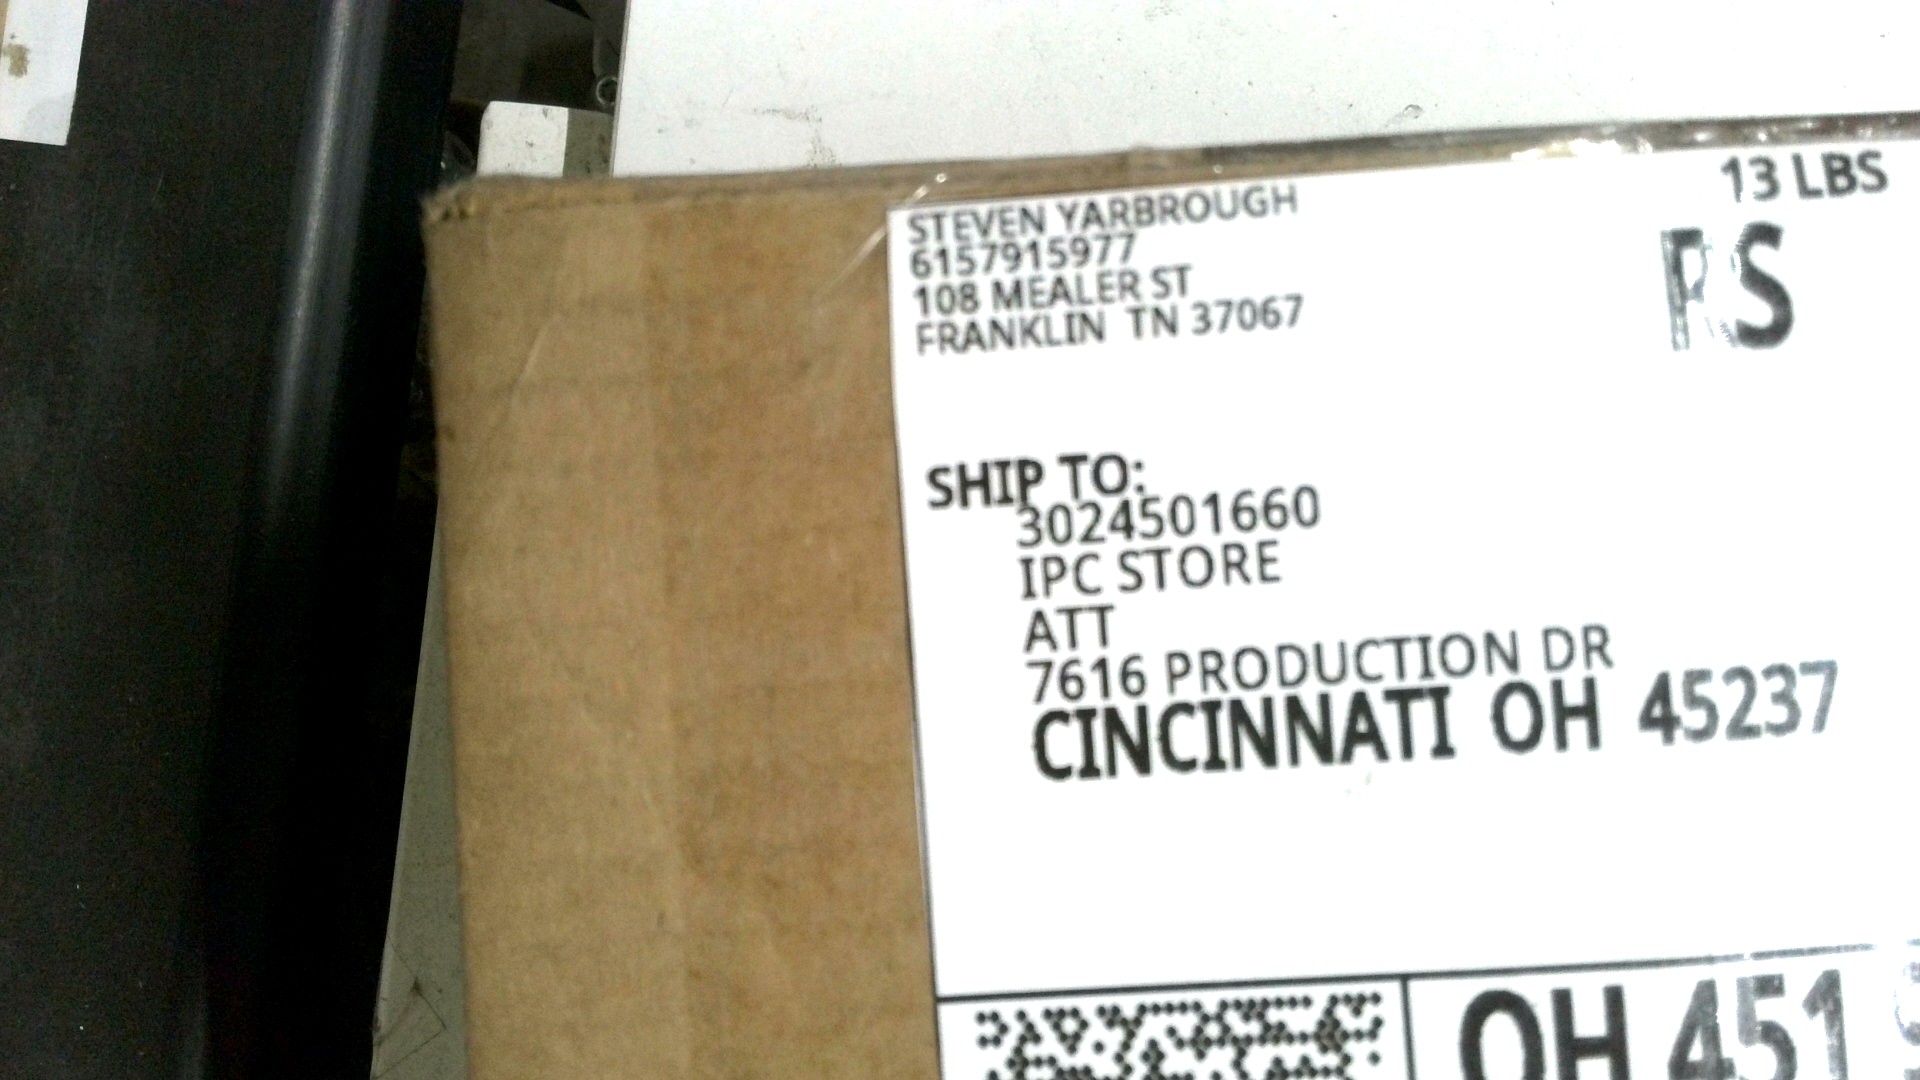 STEVEN YARBROUGH
6157915977
108 MEALER ST
FRANKLIN TN 37067
13 LBS
RS
SHIP TO:
3024501660
IPC STORE
ATT
7616 PRODUCTION DR
CINCINNATI OH 45237
OH 451